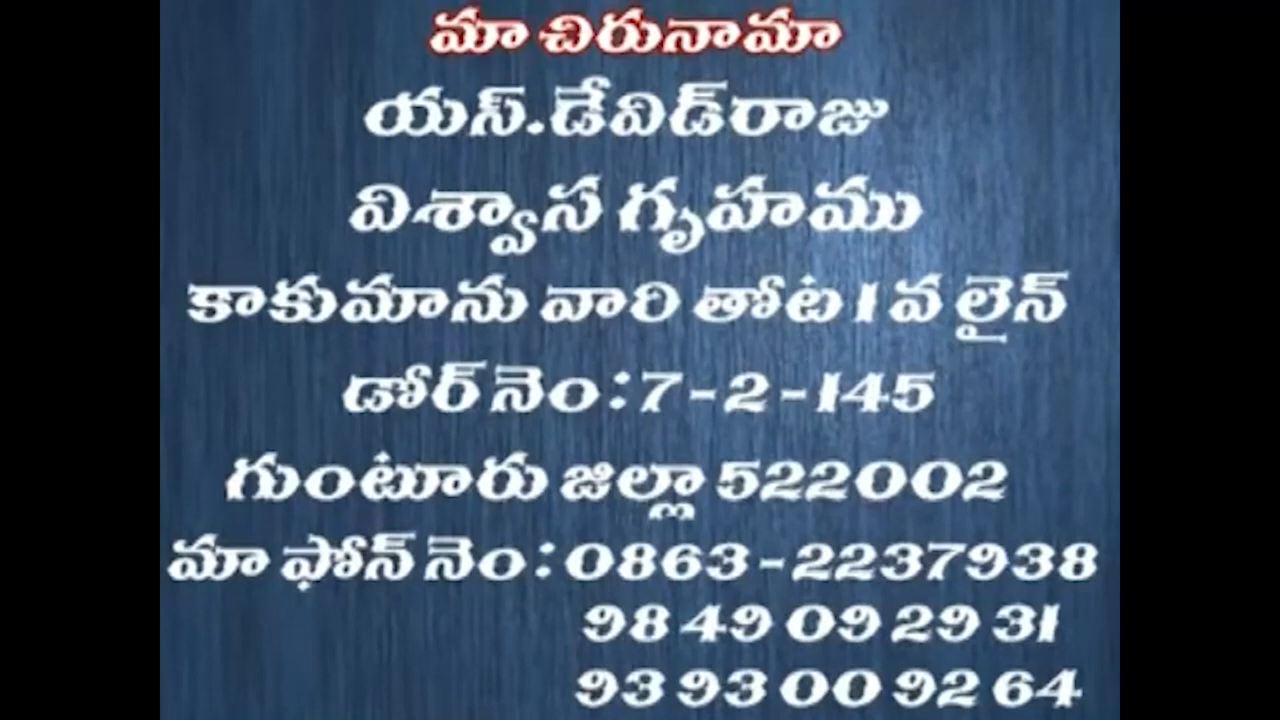 మా చిరునామా
యస్.డేవిడ్‌రాజు
విశ్వాస గృహము
కాకుమాను వారి తోట 1 వ లైన్
డోర్ నెం : 7 - 2 - 145
గుంటూరు జిల్లా 522002
మా ఫోన్ నెం : 0863 - 2237938
98 49 09 29 31
93 93 00 92 64